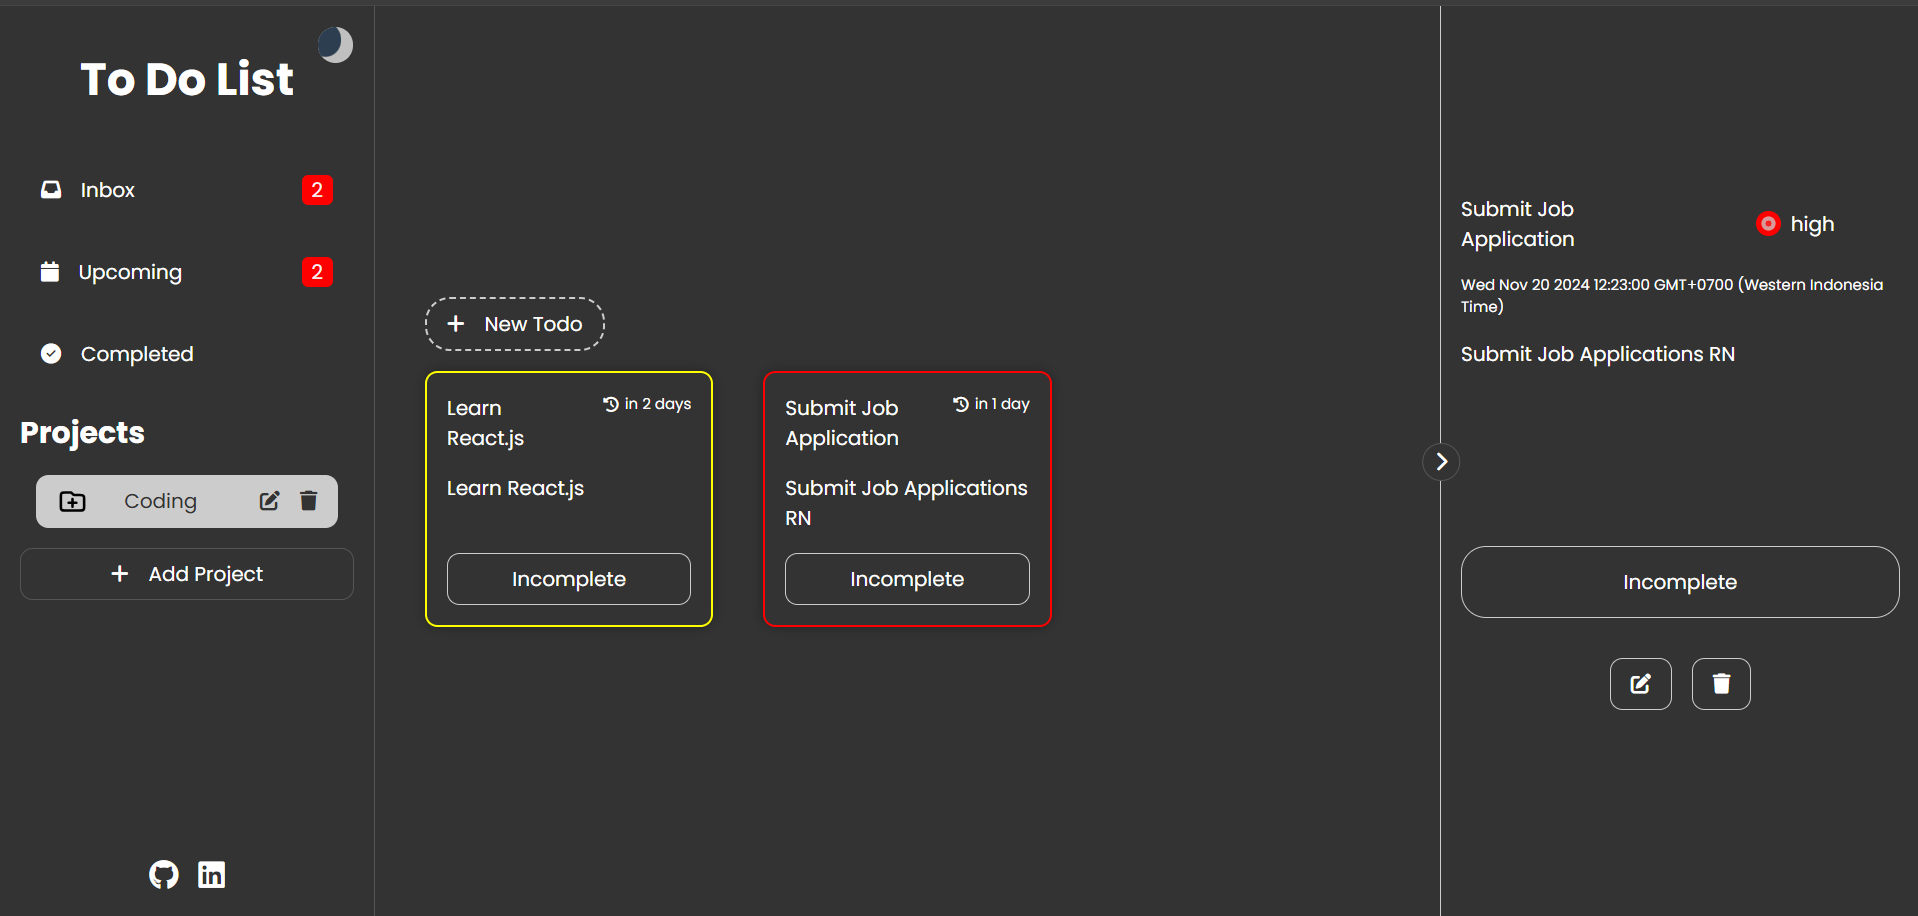 To Do List
Inbox
2
Upcoming
2
Completed
Projects
Coding
Add Project
New Todo
Learn
React.js
in 2 days
Learn React.js
Incomplete
Submit Job
Application
in 1 day
Submit Job Applications
RN
Incomplete
Submit Job
Application
high
Wed Nov 20 2024 12:23:00 GMT+0700 (Western Indonesia
Time)
Submit Job Applications RN
Incomplete
in